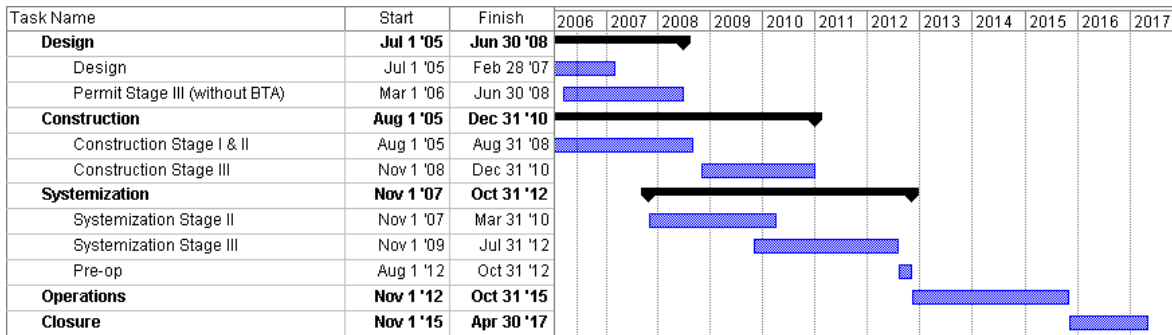 Task Name Start Finish 2006 2007 2008 2009 2010 2011 2012 2013 2014 2015 2016 2017
Design Jul 1 '05 Jun 30 '08
Design Jul 1 '05 Feb 28 '07
Permit Stage III (without BTA) Mar 1 '06 Jun 30 '08
Construction Aug 1 '05 Dec 31 '10
Construction Stage I & II Aug 1 '05 Aug 31 '08
Construction Stage III Nov 1 '08 Dec 31 '10
Systemization Nov 1 '07 Oct 31 '12
Systemization Stage II Nov 1 '07 Mar 31 '10
Systemization Stage III Nov 1 '09 Jul 31 '12
Pre-op Aug 1 '12 Oct 31 '12
Operations Nov 1 '12 Oct 31 '15
Closure Nov 1 '15 Apr 30 '17